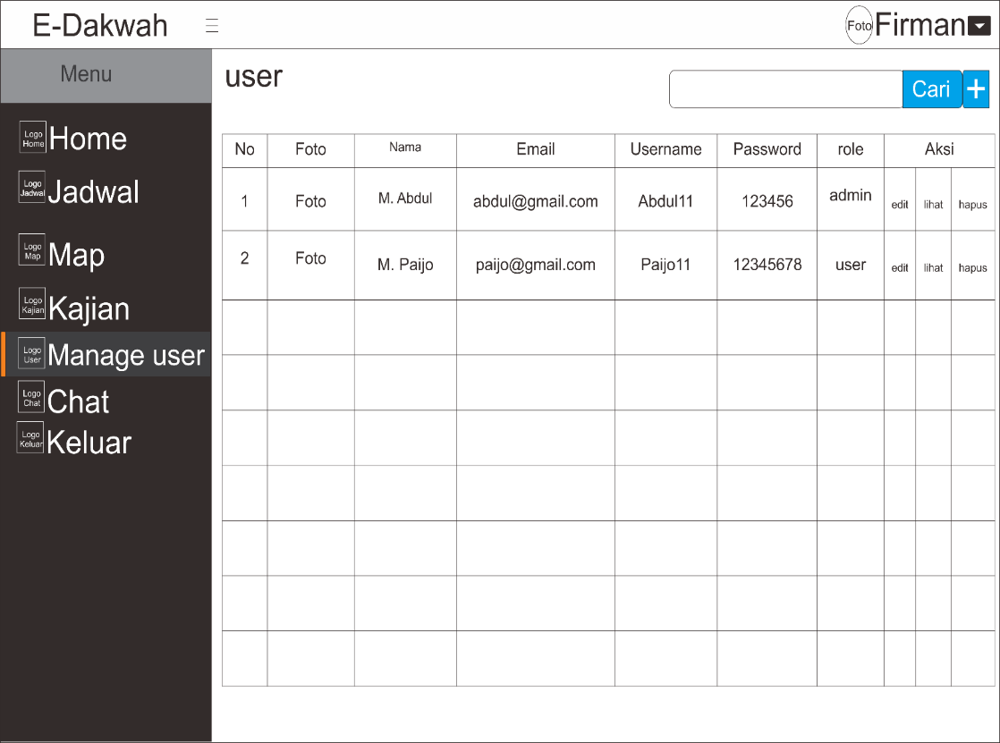 E-Dakwah
Foto Firman
Menu
Logo
Home
Home
Logo
Jadwal
Jadwal
Logo
Map
Map
Logo
Kajian
Kajian
Logo
User
Manage user
Logo
Chat
Chat
Logo
Keluar
Keluar
user
Cari +
No Foto Nama Email Username Password role Aksi
1 Foto M. Abdul abdul@gmail.com Abdul11 123456 admin edit lihat hapus
2 Foto M. Paijo paijo@gmail.com Paijo11 12345678 user edit lihat hapus